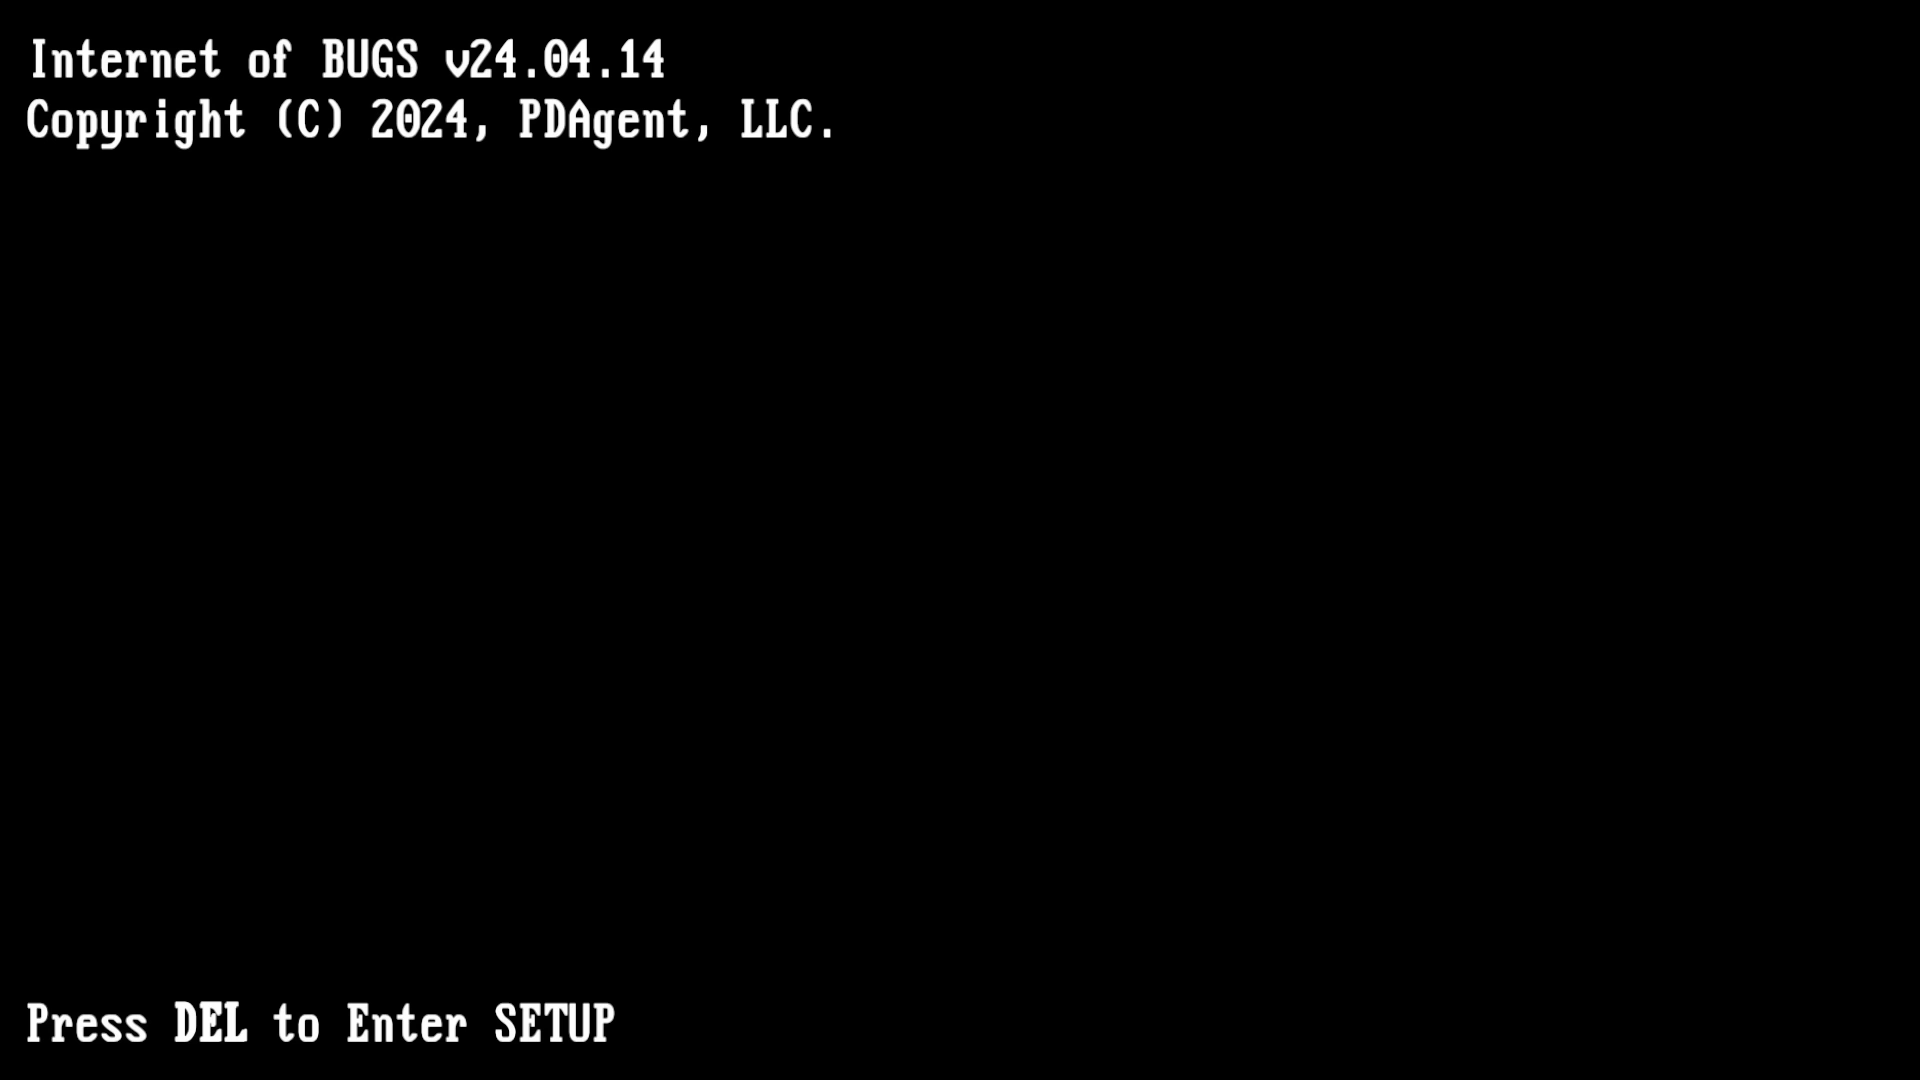 Internet of BUGS v24.04.14
Copyright (C) 2024, PDAgent, LLC.
Press DEL to Enter SETUP